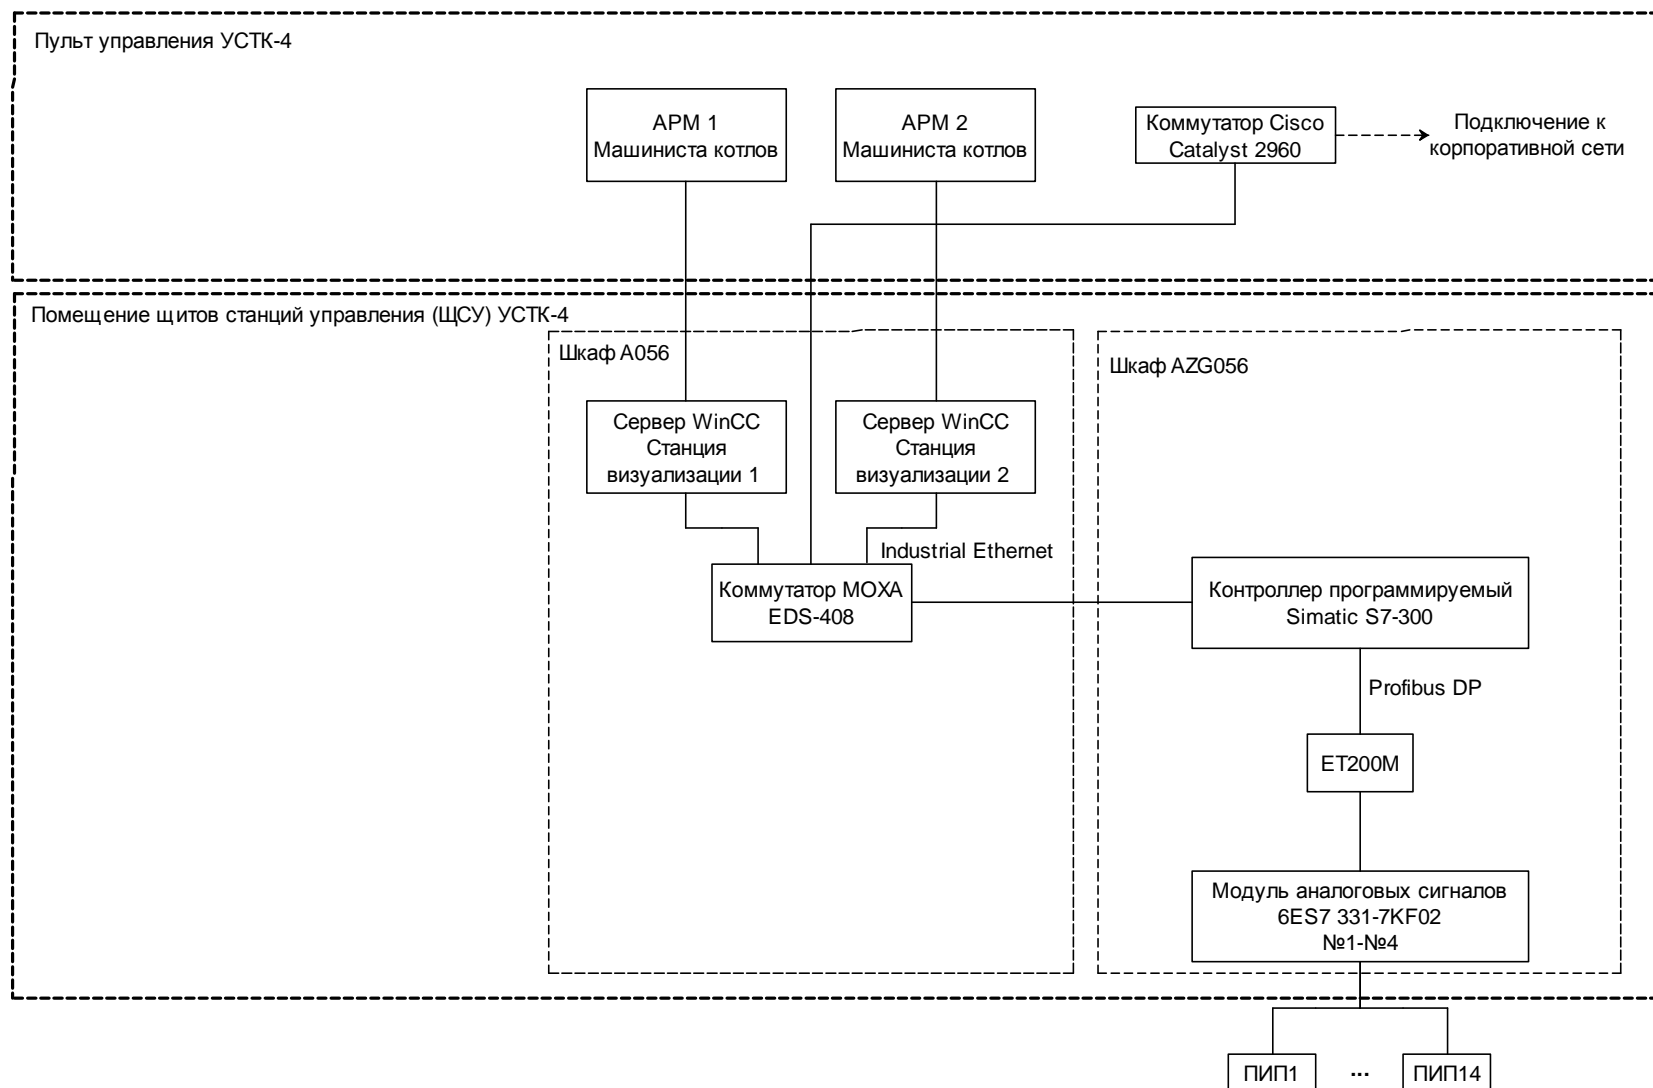 Пульт управления УСТК-4
АРМ 1
Машиниста котлов
АРМ 2
Машиниста котлов
Коммутатор Cisco
Catalyst 2960
Подключение к
корпоративной сети
Помещение щитов станций управления (ЩСУ) УСТК-4
Шкаф А056
Шкаф AZG056
Сервер WinCC
Станция
визуализации 1
Сервер WinCC
Станция
визуализации 2
Industrial Ethernet
Коммутатор MOXA
EDS-408
Контроллер программируемый
Simatic S7-300
Profibus DP
ET200M
Модуль аналоговых сигналов
6ES7 331-7KF02
№1-№4
ПИП1
...
ПИП14